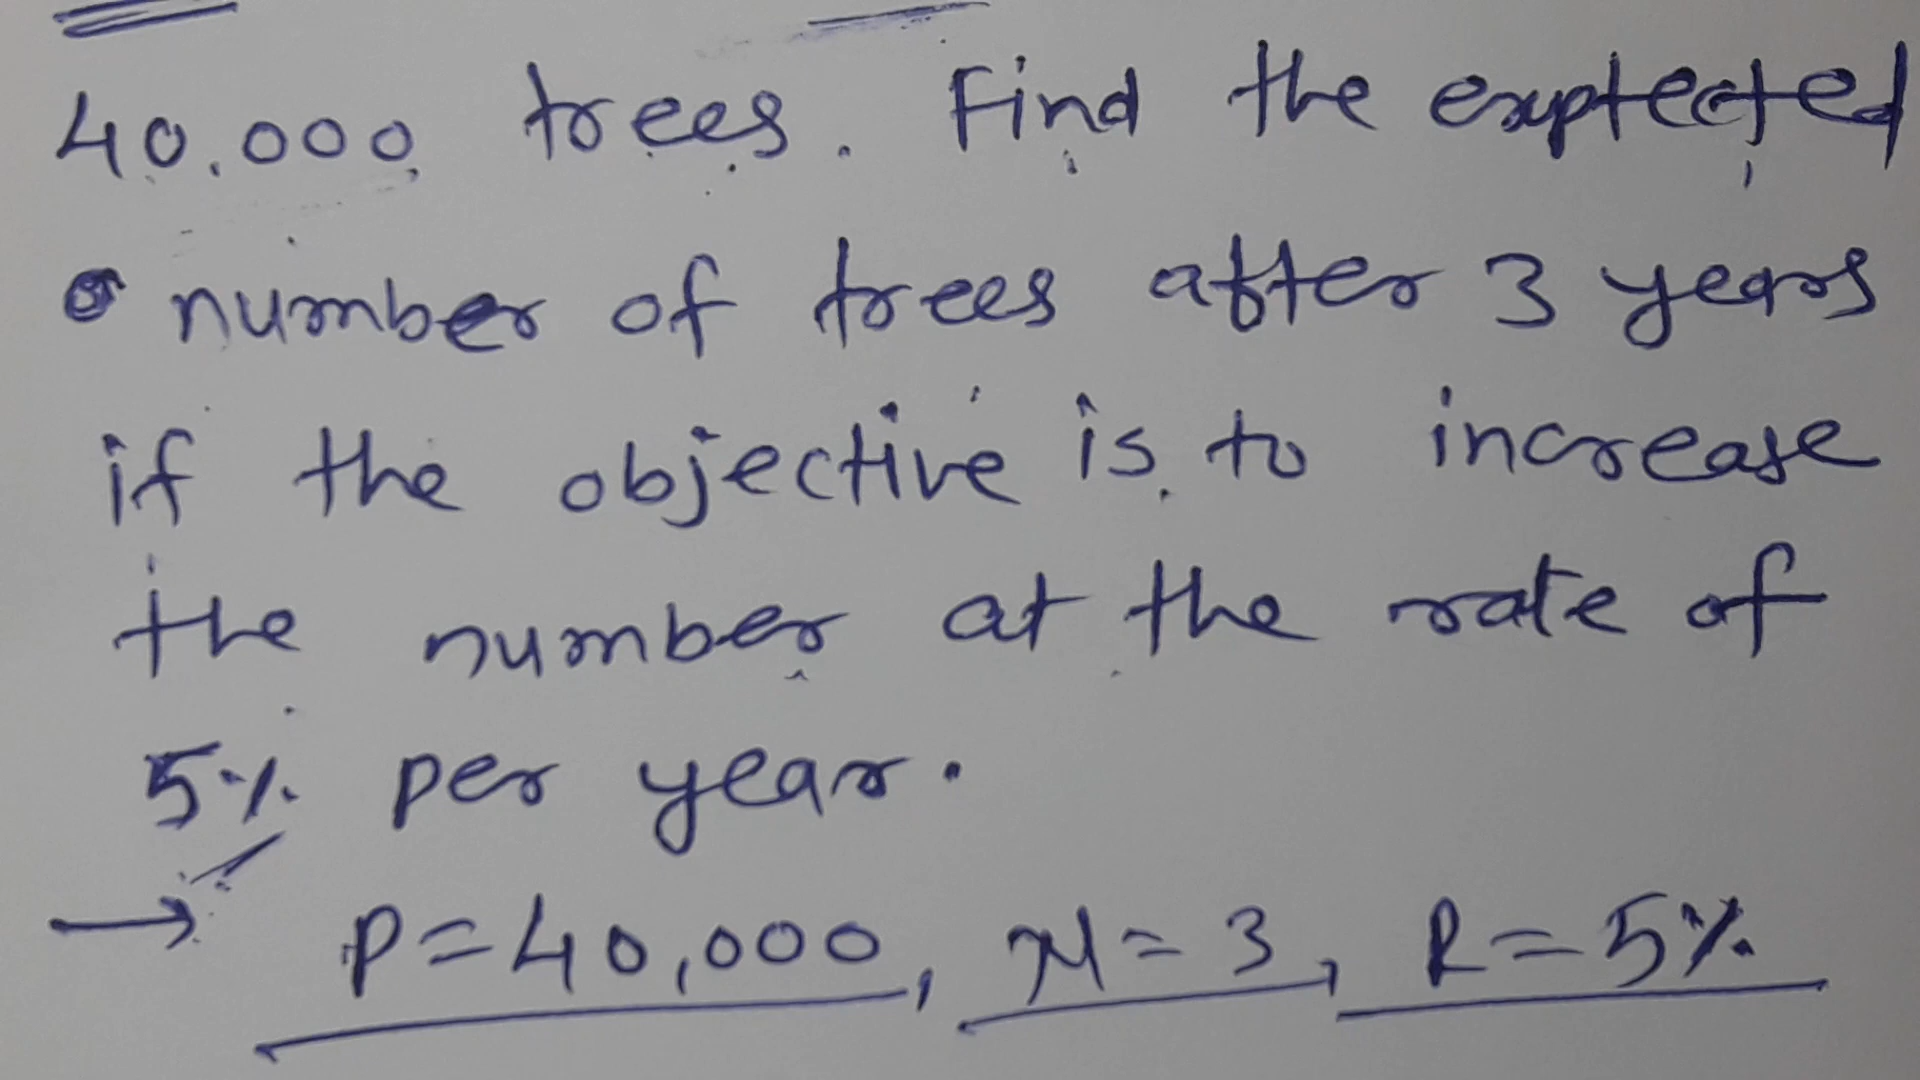 40,000 trees. Find the exptected
number of trees after 3 years
if the objective is to increase
the number at the rate of
5% per year.
→ P=40,000, N=3, R=5%